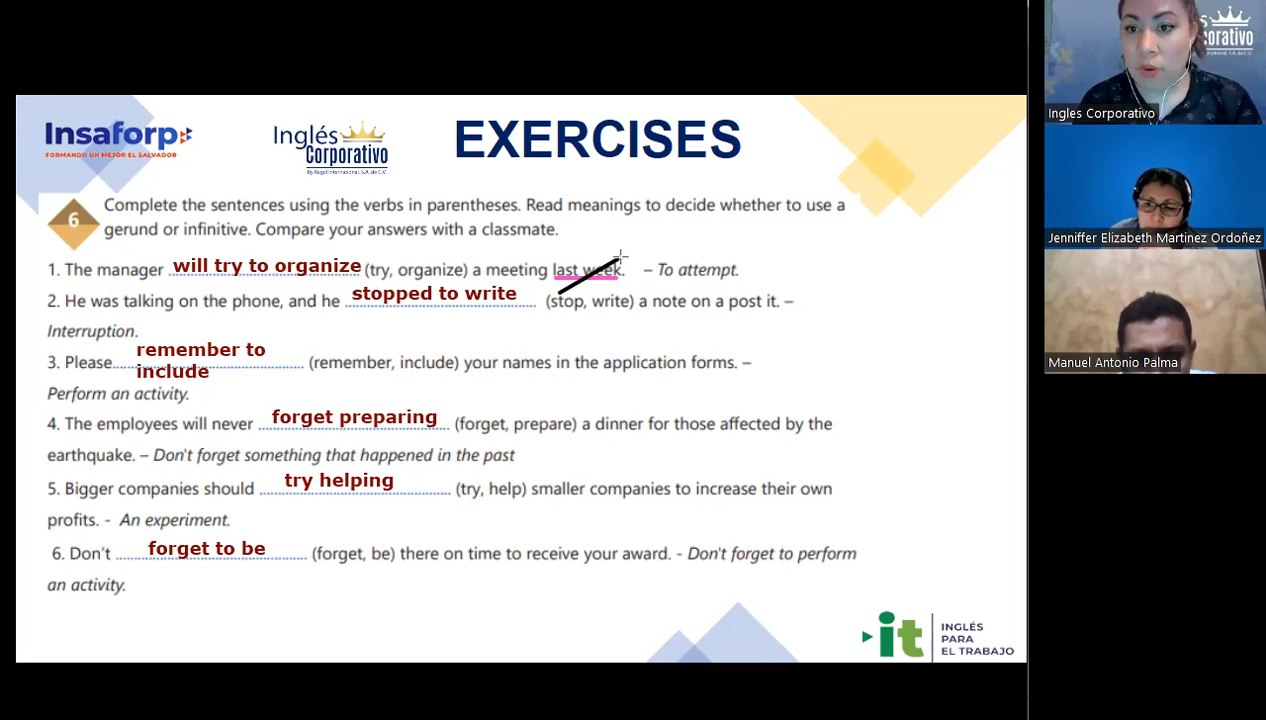 Insaforp
FORMANDO UN MEJOR EL SALVADOR
Inglés
Corporativo
By Bagal International, S.A. de C.V.
EXERCISES
6
Complete the sentences using the verbs in parentheses. Read meanings to decide whether to use a
gerund or infinitive. Compare your answers with a classmate.
1. The manager will try to organize (try, organize) a meeting last week. – To attempt.
2. He was talking on the phone, and he stopped to write (stop, write) a note on a post it. –
Interruption.
3. Please remember to include (remember, include) your names in the application forms. –
Perform an activity.
4. The employees will never forget preparing (forget, prepare) a dinner for those affected by the
earthquake. – Don't forget something that happened in the past
5. Bigger companies should try helping (try, help) smaller companies to increase their own
profits. - An experiment.
6. Don't forget to be (forget, be) there on time to receive your award. - Don't forget to perform
an activity.
it
INGLÉS
PARA
EL TRABAJO
Ingles Corporativo
Jenniffer Elizabeth Martinez Ordoñez
Manuel Antonio Palma